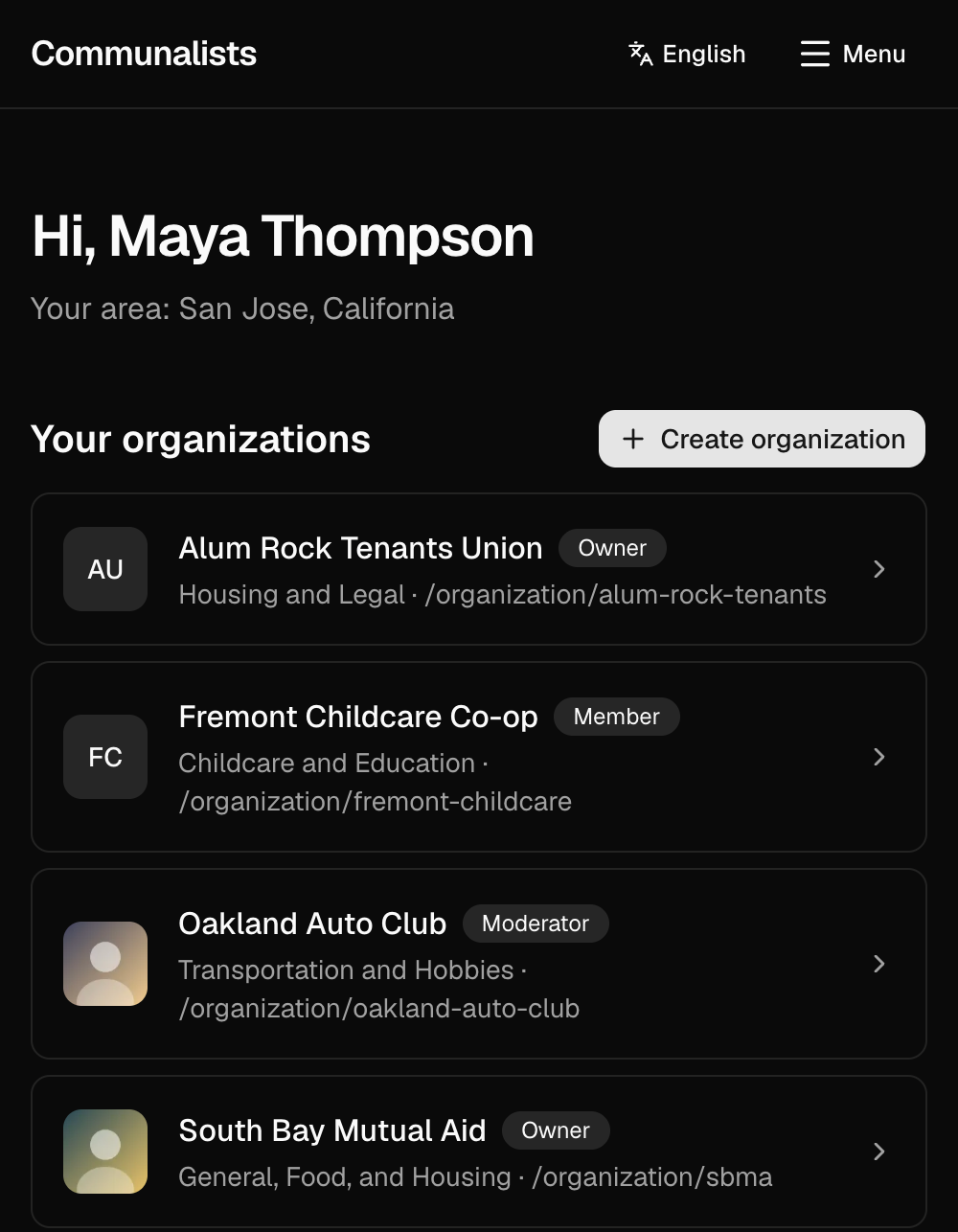 Communalists
English
Menu
Hi, Maya Thompson
Your area: San Jose, California
Your organizations
+ Create organization
AU
Alum Rock Tenants Union
Owner
Housing and Legal · /organization/alum-rock-tenants
FC
Fremont Childcare Co-op
Member
Childcare and Education ·
/organization/fremont-childcare
Oakland Auto Club
Moderator
Transportation and Hobbies ·
/organization/oakland-auto-club
South Bay Mutual Aid
Owner
General, Food, and Housing · /organization/sbma